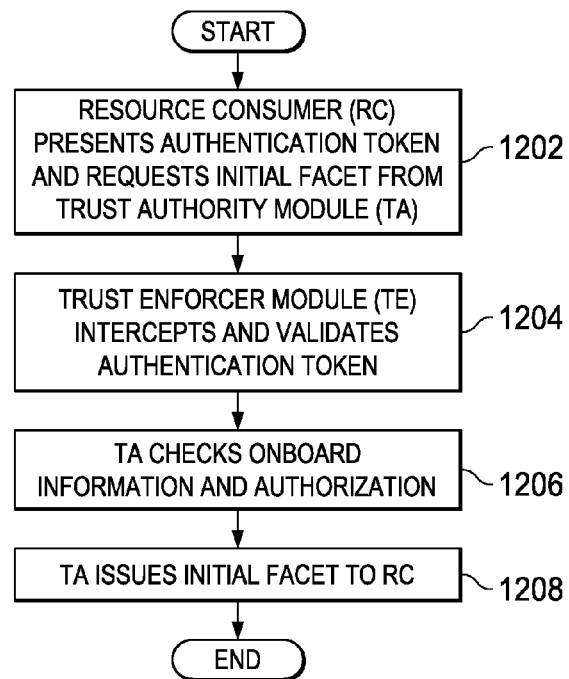 START
RESOURCE CONSUMER (RC)
PRESENTS AUTHENTICATION TOKEN
AND REQUESTS INITIAL FACET FROM
TRUST AUTHORITY MODULE (TA)
1202
TRUST ENFORCER MODULE (TE)
INTERCEPTS AND VALIDATES
AUTHENTICATION TOKEN
1204
TA CHECKS ONBOARD
INFORMATION AND AUTHORIZATION
1206
TA ISSUES INITIAL FACET TO RC
1208
END